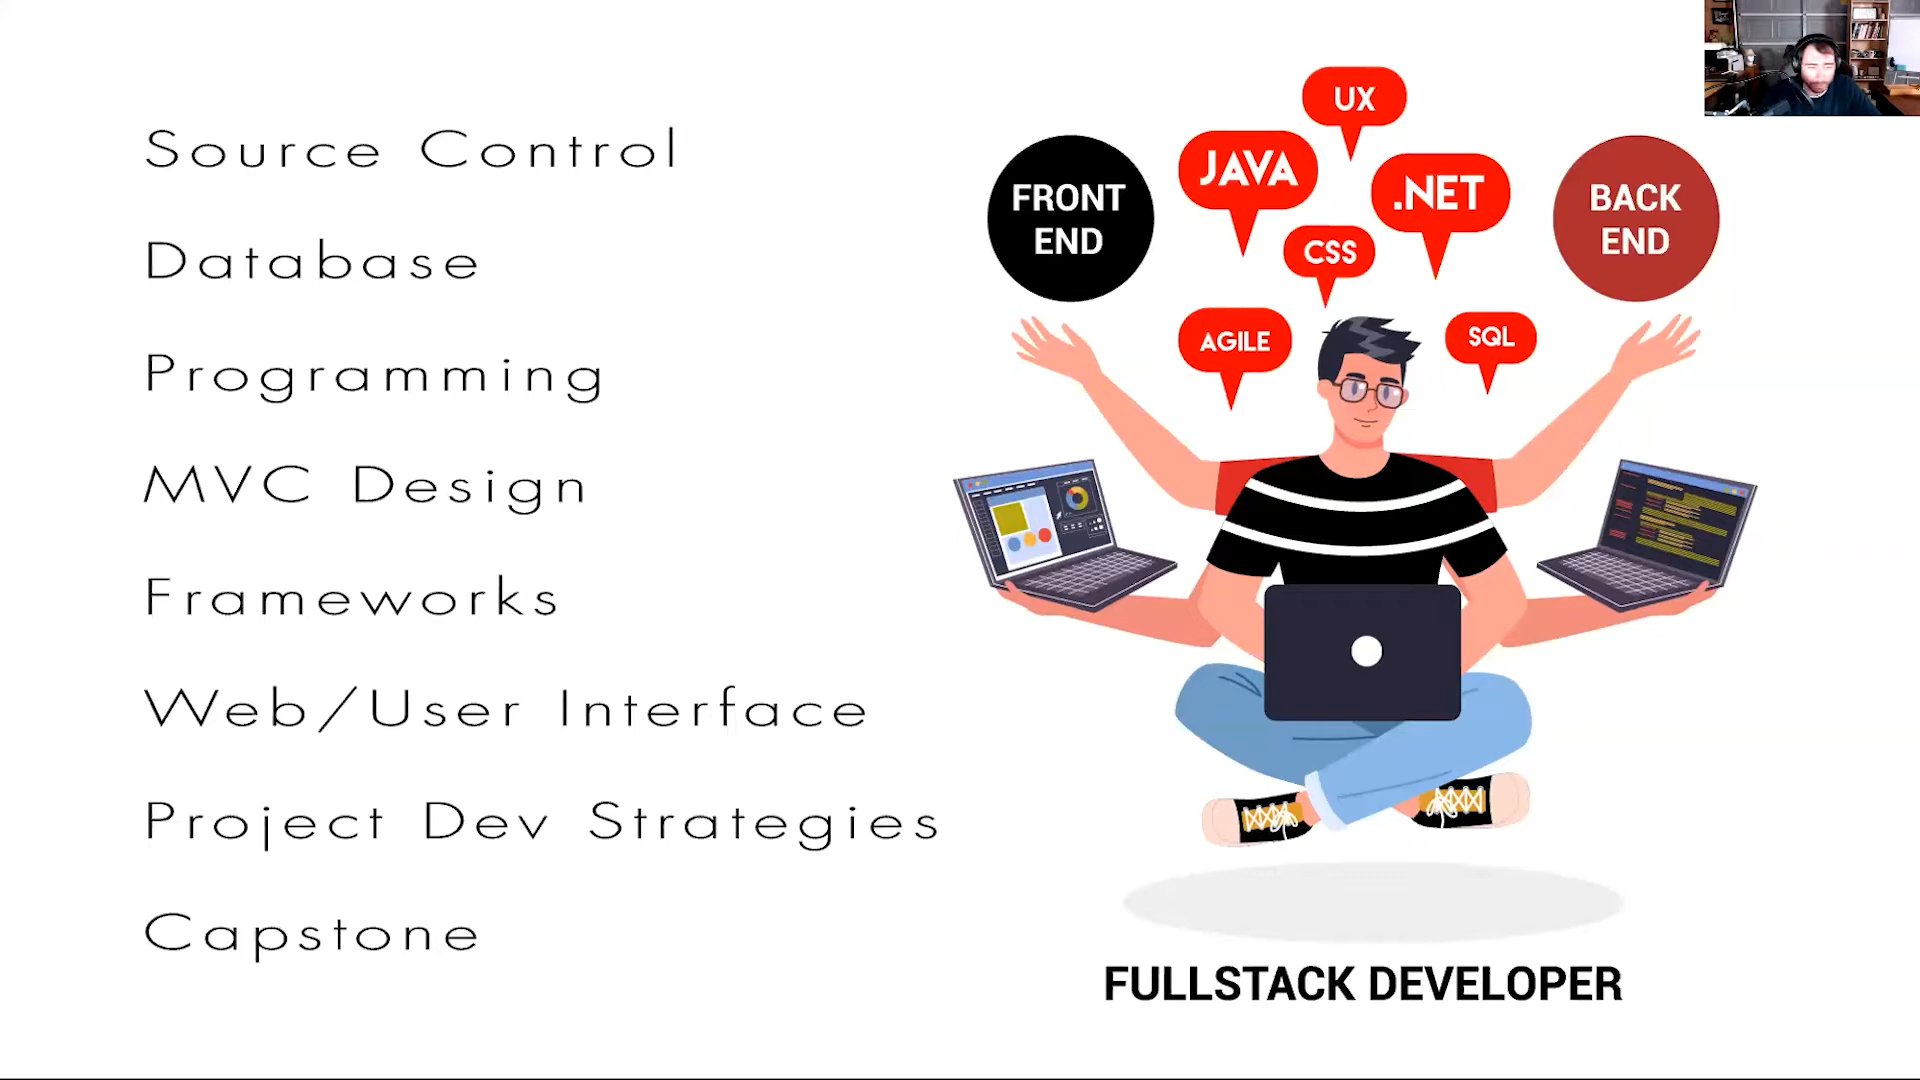 Source Control
Database
Programming
MVC Design
Frameworks
Web/User Interface
Project Dev Strategies
Capstone
UX
JAVA
.NET
FRONT
END
BACK
END
CSS
AGILE
SQL
FULLSTACK DEVELOPER